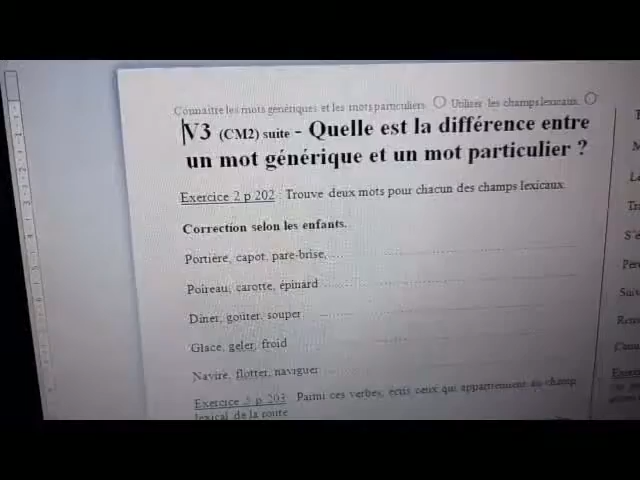 Connaitre les mots génériques et les mots particuliers. Utiliser les champs lexicaux.
V3 (CM2) suite - Quelle est la différence entre
un mot générique et un mot particulier ?
Exercice 2 p 202 : Trouve deux mots pour chacun des champs lexicaux.
Correction selon les enfants.
Portière, capot, pare-brise,
Poireau, carotte, épinard
Diner, gouter, souper
Glace, geler, froid
Navire, flotter, naviguer
Exercice 3 p 203 : Parmi ces verbes, écris ceux qui appartiennent au champ
lexical de la route